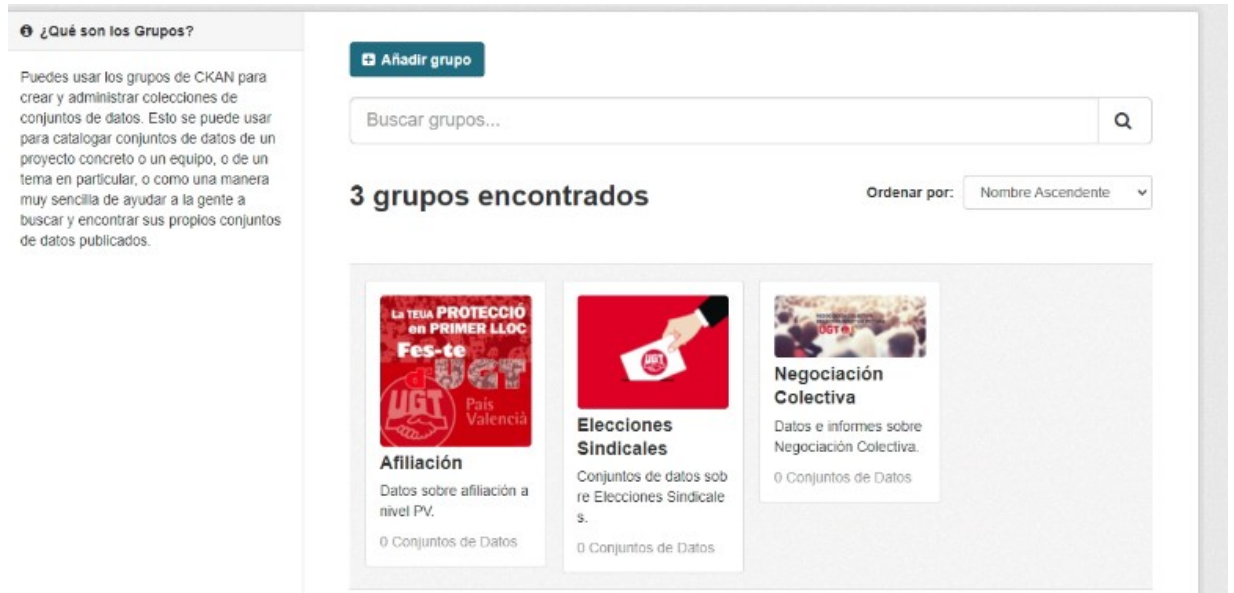 ¿Qué son los Grupos?
Puedes usar los grupos de CKAN para
crear y administrar colecciones de
conjuntos de datos. Esto se puede usar
para catalogar conjuntos de datos de un
proyecto concreto o un equipo, o de un
tema en particular, o como una manera
muy sencilla de ayudar a la gente a
buscar y encontrar sus propios conjuntos
de datos publicados.
Añadir grupo
Buscar grupos...
3 grupos encontrados
Ordenar por:
Nombre Ascendente
La TEUA PROTECCIÓ
en PRIMER LLOC
Fes-te
d'UGT
UGT
País
Valencià
Afiliación
Datos sobre afiliación a
nivel PV.
0 Conjuntos de Datos
UGT
Elecciones
Sindicales
Conjuntos de datos sob
re Elecciones Sindicale
s.
0 Conjuntos de Datos
UGT
Negociación
Colectiva
Datos e informes sobre
Negociación Colectiva.
0 Conjuntos de Datos